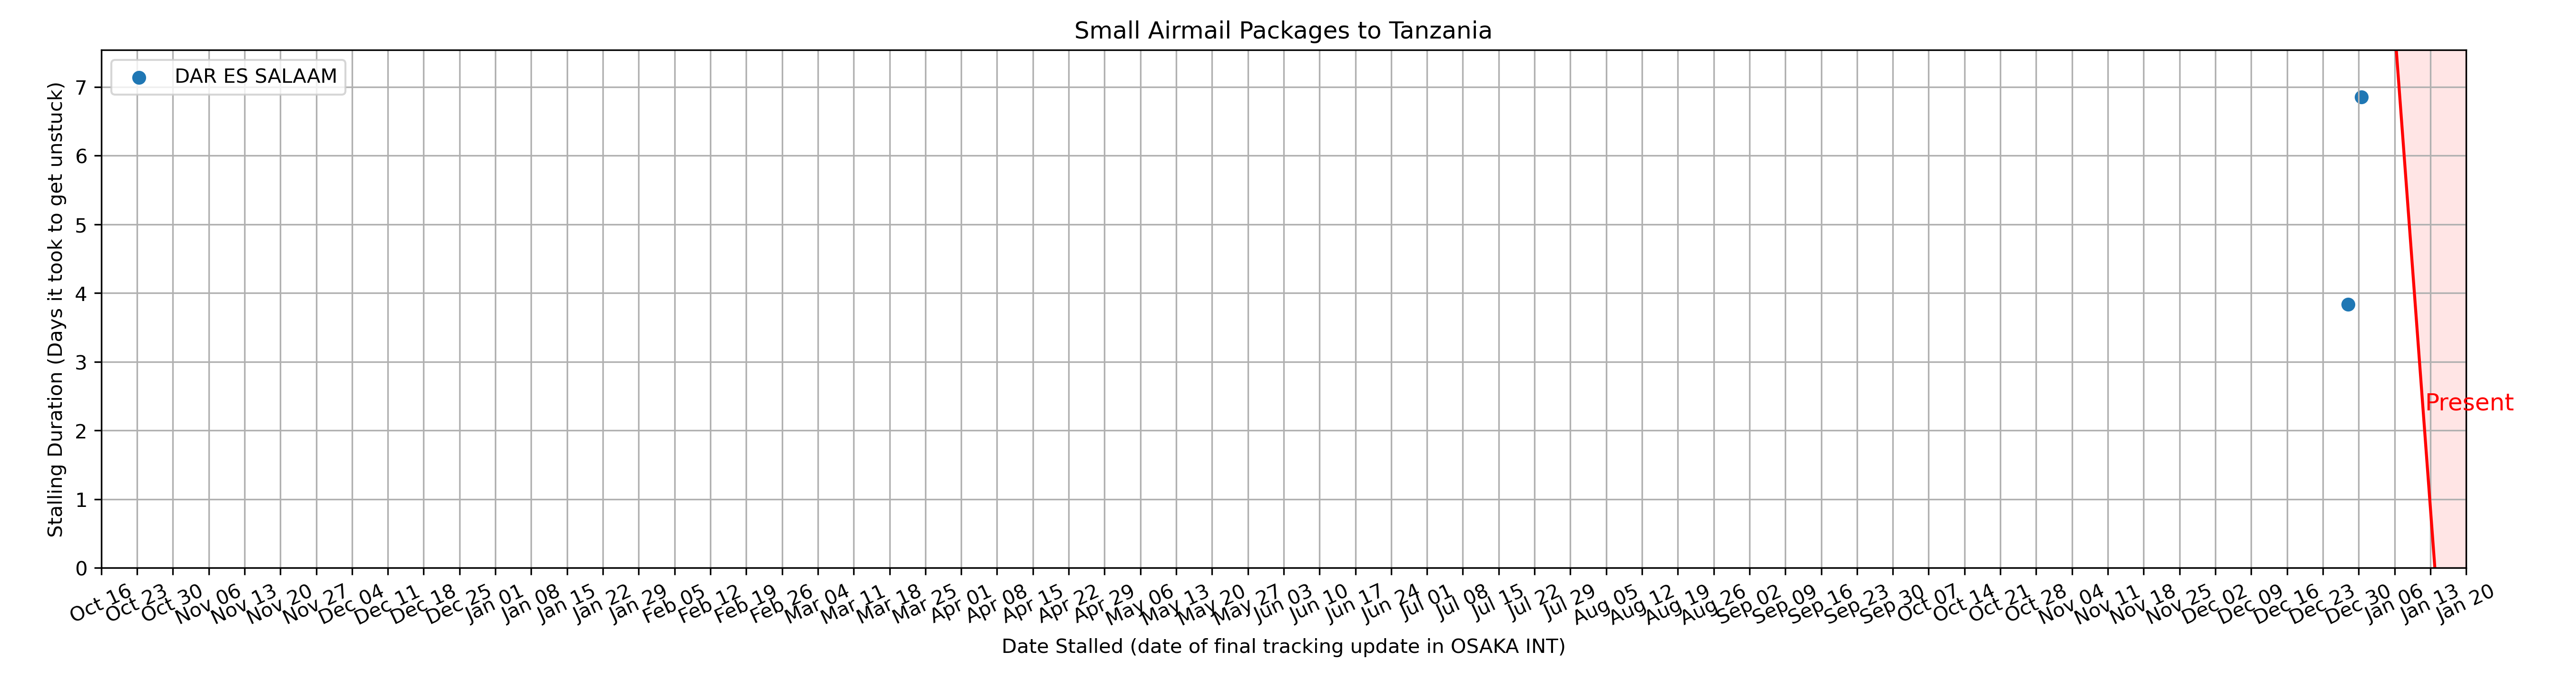 Small Airmail Packages to Tanzania
DAR ES SALAAM
Stalling Duration (Days it took to get unstuck)
7
6
5
4
3
2
1
0
Present
Oct 16 Oct 23 Oct 30 Nov 06 Nov 13 Nov 20 Nov 27 Dec 04 Dec 11 Dec 18 Dec 25 Jan 01 Jan 08 Jan 15 Jan 22 Jan 29 Feb 05 Feb 12 Feb 19 Feb 26 Mar 04 Mar 11 Mar 18 Mar 25 Apr 01 Apr 08 Apr 15 Apr 22 Apr 29 May 06 May 13 May 20 May 27 Jun 03 Jun 10 Jun 17 Jun 24 Jul 01 Jul 08 Jul 15 Jul 22 Jul 29 Aug 05 Aug 12 Aug 19 Aug 26 Sep 02 Sep 09 Sep 16 Sep 23 Sep 30 Oct 07 Oct 14 Oct 21 Oct 28 Nov 04 Nov 11 Nov 18 Nov 25 Dec 02 Dec 09 Dec 16 Dec 23 Dec 30 Jan 06 Jan 13 Jan 20
Date Stalled (date of final tracking update in OSAKA INT)